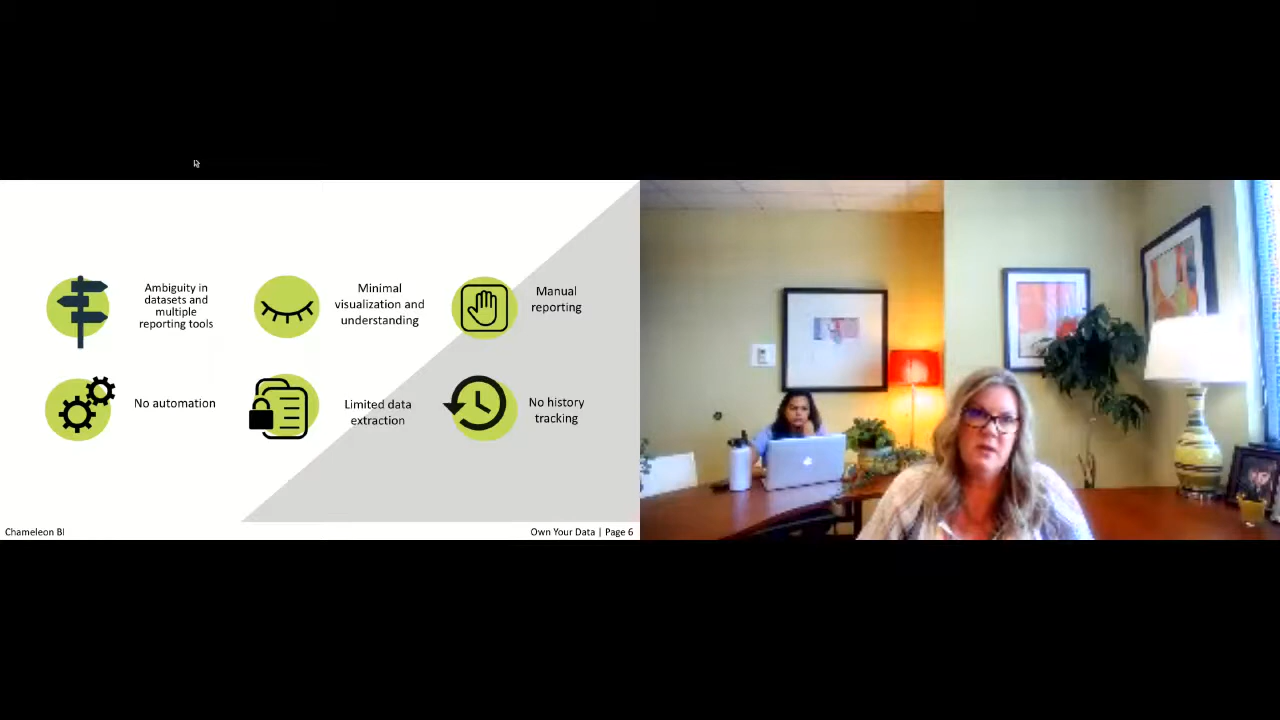 Ambiguity in
datasets and
multiple
reporting tools
Minimal
visualization and
understanding
Manual
reporting
No automation
Limited data
extraction
No history
tracking
Chameleon BI
Own Your Data | Page 6